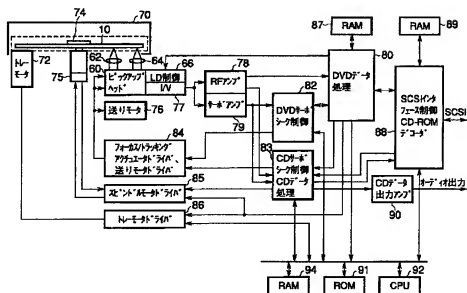 74
10
70
87
RAM
RAM
89
72
トレー
モータ
62
64
75
60
66
78
80
ピックアップ
ヘッド
LD制御
I/V
77
RFアンプ
サーボアンプ
79
82
DVDデータ
処理
SCSIインタ
フェース制御
CD-ROM
デコーダ
88
SCSI
送りモータ
76
DVDサーボ
シーク制御
84
83
フォーカス/トラッキング
アクチュエータドライバ、
送りモータドライバ
CDサーボ
シーク制御
CDデータ
処理
85
スピンドルモータドライバ
CDデータ
出力アンプ
90
オーディオ出力
86
トレーモータドライバ
94
91
92
RAM
ROM
CPU